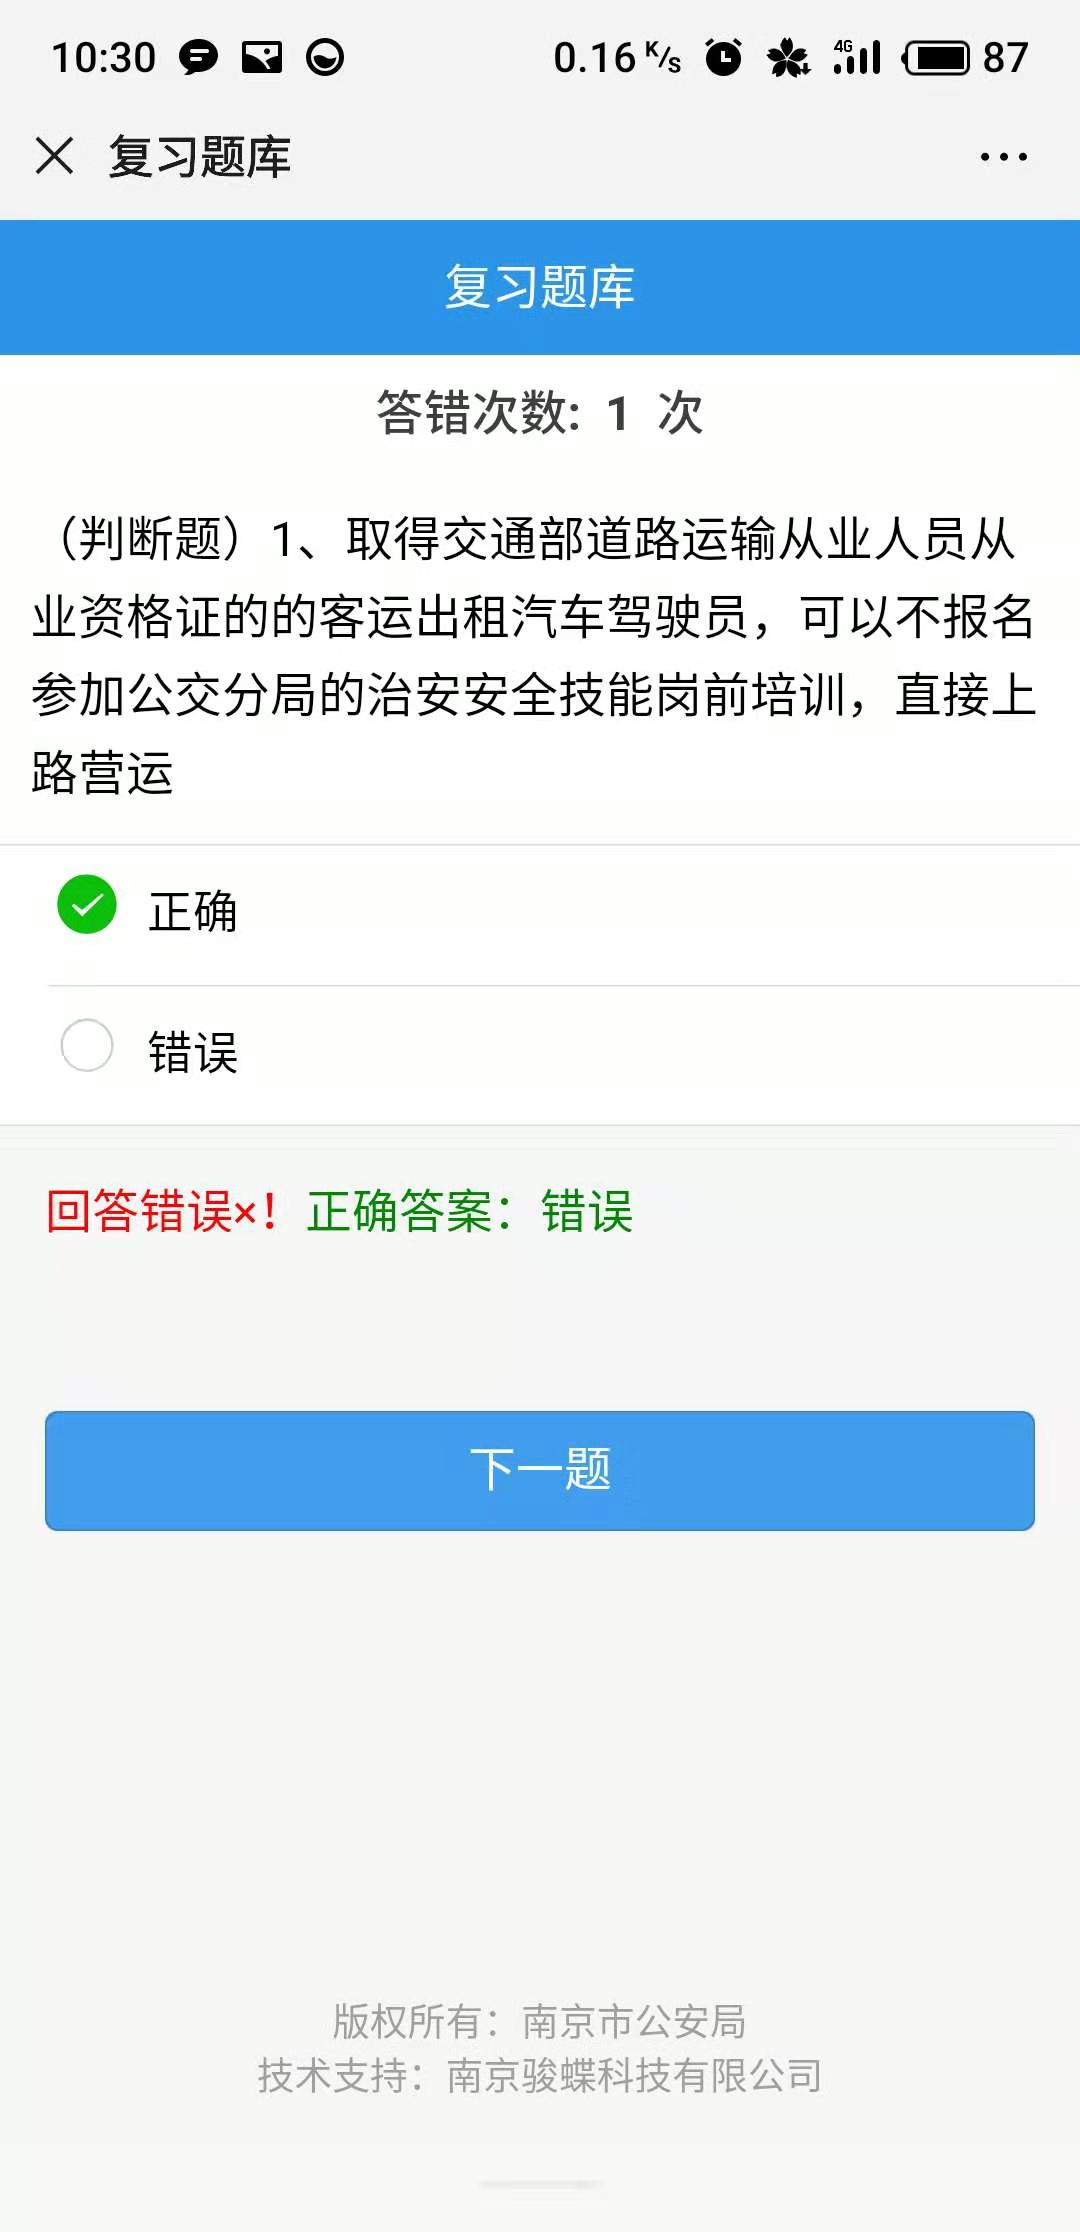 10:30 0.16 K/s 4G 87
复习题库
复习题库
答错次数: 1 次
（判断题）1、取得交通部道路运输从业人员从
业资格证的的客运出租汽车驾驶员，可以不报名
参加公交分局的治安安全技能岗前培训，直接上
路营运
正确
错误
回答错误×！正确答案：错误
下一题
版权所有：南京市公安局
技术支持：南京骏蝶科技有限公司